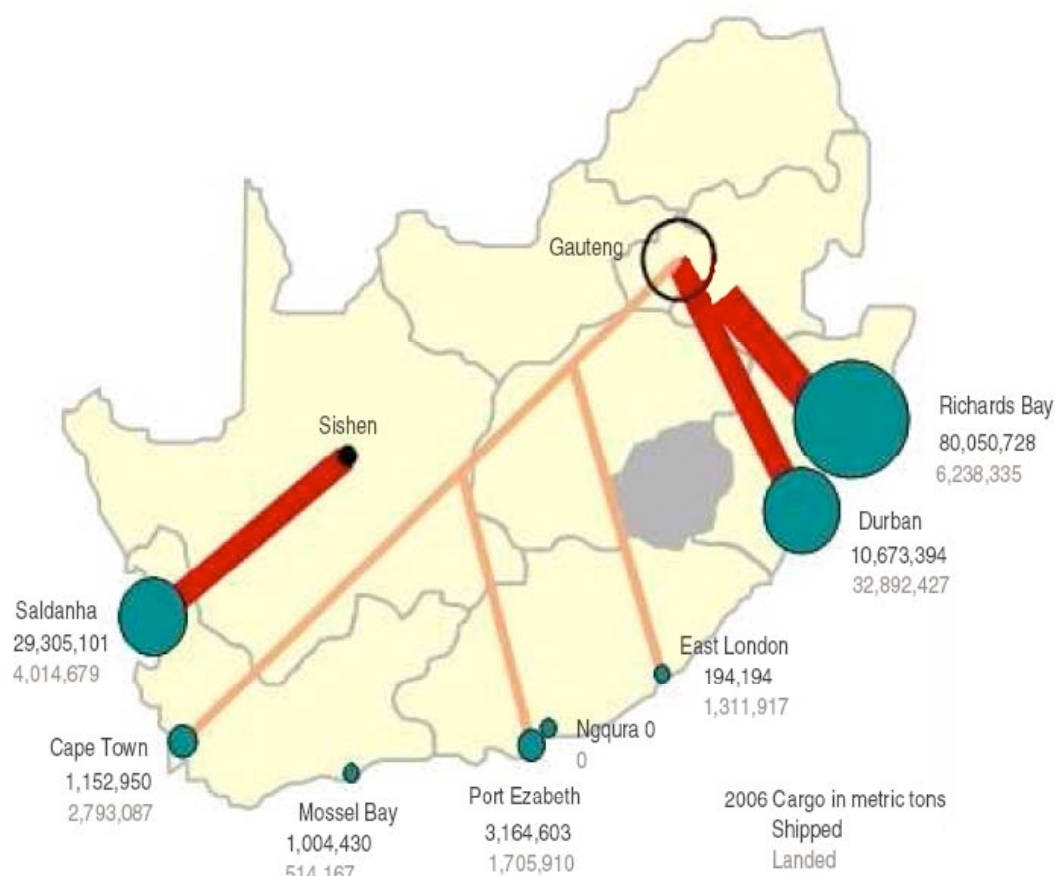 Gauteng
Sishen
Richards Bay
80,050,728
6,238,335
Durban
10,673,394
32,892,427
Saldanha
29,305,101
4,014,679
East London
194,194
1,311,917
Ngqura 0
0
Cape Town
1,152,950
2,793,087
Mossel Bay
1,004,430
514,167
Port Ezabeth
3,164,603
1,705,910
2006 Cargo in metric tons
Shipped
Landed